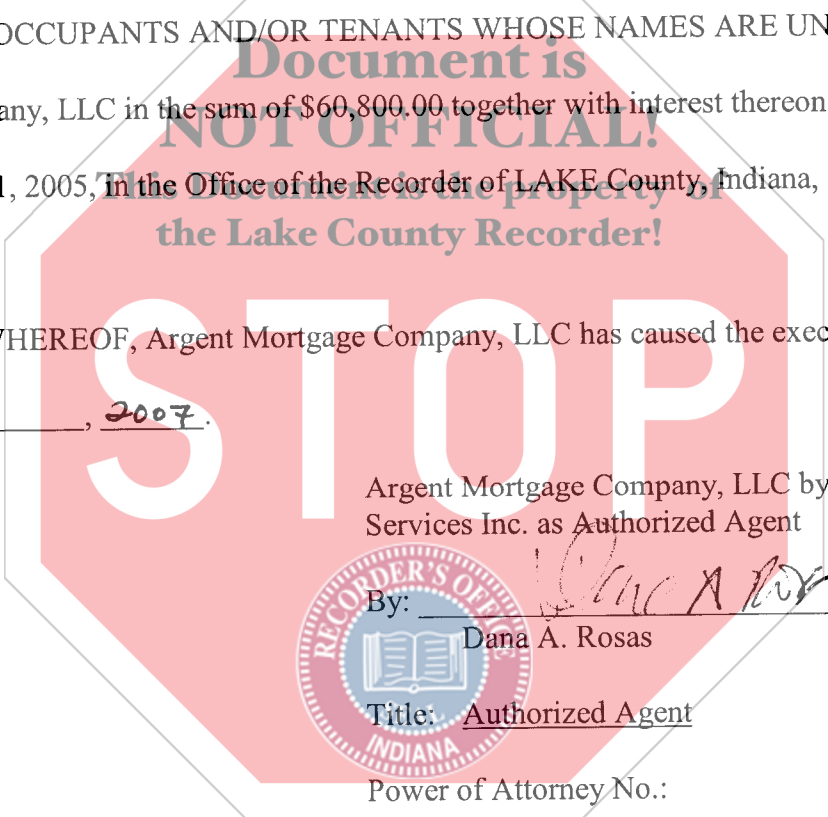 OCCUPANTS AND/OR TENANTS WHOSE NAMES ARE UN
Document is
any, LLC in the sum of $60,800.00 together with interest thereon
NOT OFFICIAL!
1, 2005, in the Office of the Recorder of LAKE County, Indiana,
This Document is the property of
the Lake County Recorder!
WHEREOF, Argent Mortgage Company, LLC has caused the exec
STOP
, 2007.
Argent Mortgage Company, LLC by
Services Inc. as Authorized Agent
RECORDER'S OFFICE
By: Dana A Ros
Dana A. Rosas
SEAL
Title: Authorized Agent
INDIANA
Power of Attorney No.: